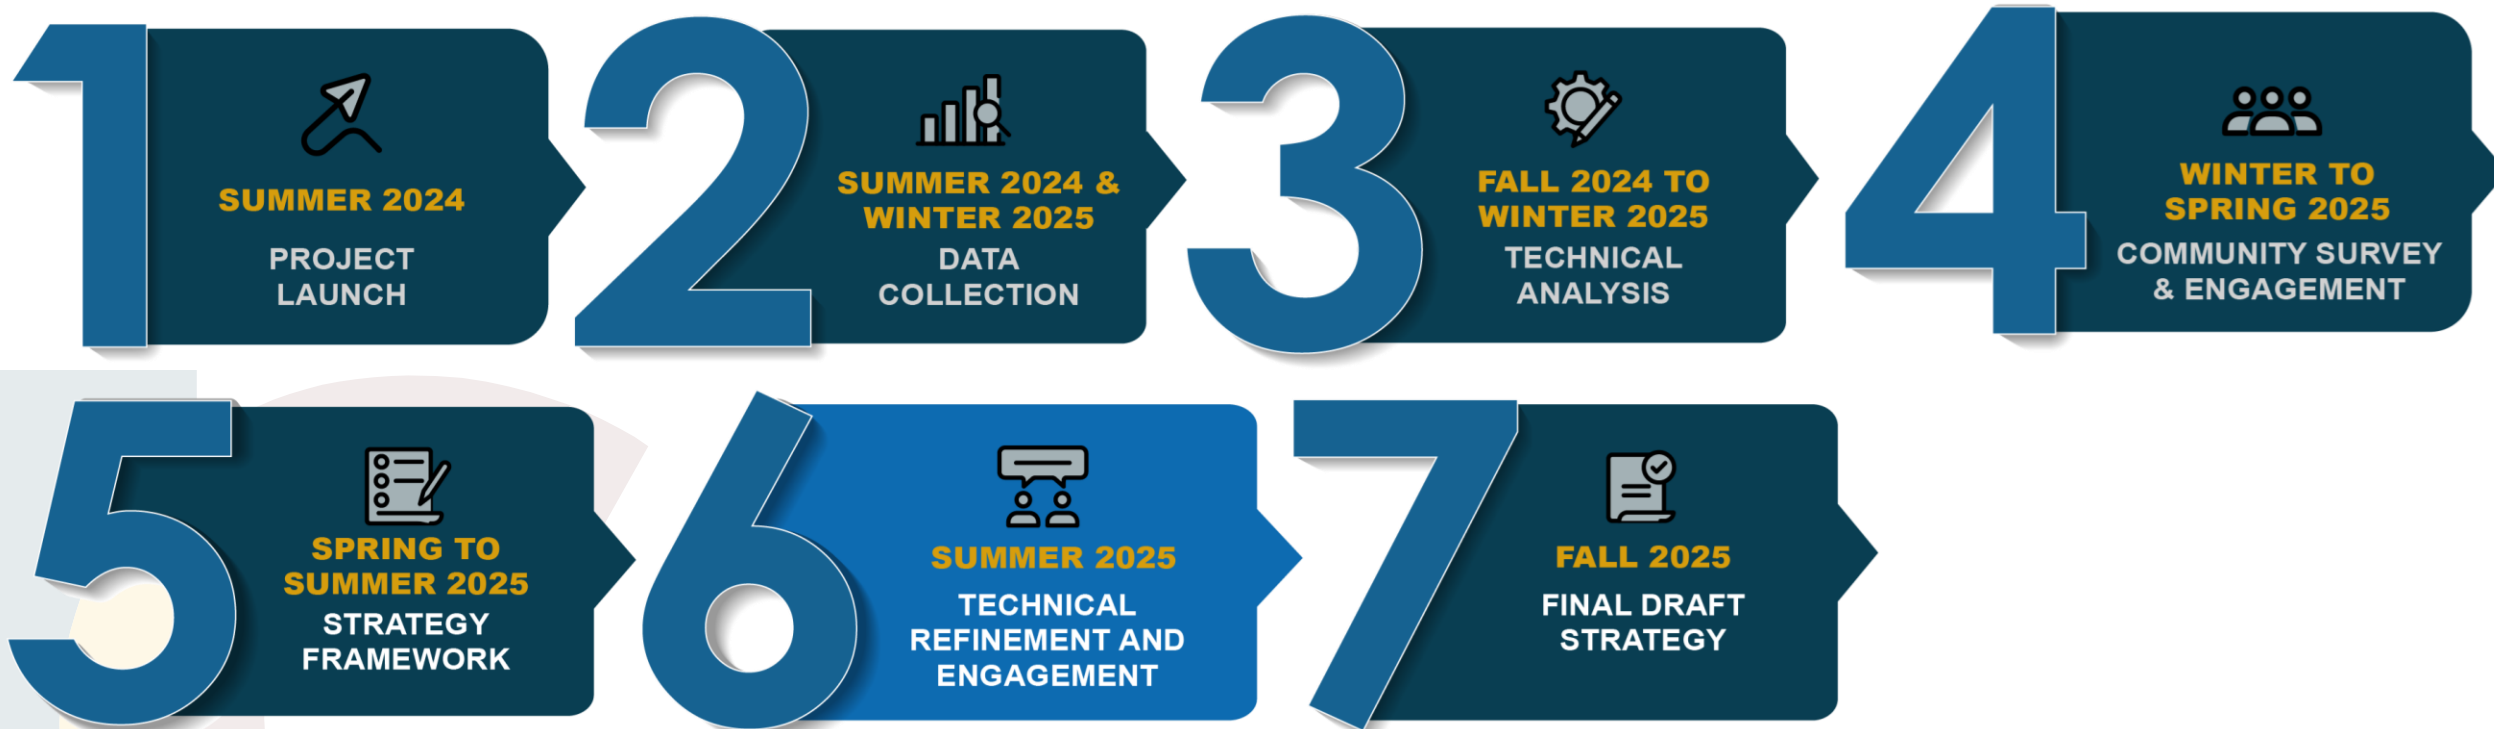 1
SUMMER 2024
PROJECT
LAUNCH
2
SUMMER 2024 &
WINTER 2025
DATA
COLLECTION
3
FALL 2024 TO
WINTER 2025
TECHNICAL
ANALYSIS
4
WINTER TO
SPRING 2025
COMMUNITY SURVEY
& ENGAGEMENT
5
SPRING TO
SUMMER 2025
STRATEGY
FRAMEWORK
6
SUMMER 2025
TECHNICAL
REFINEMENT AND
ENGAGEMENT
7
FALL 2025
FINAL DRAFT
STRATEGY